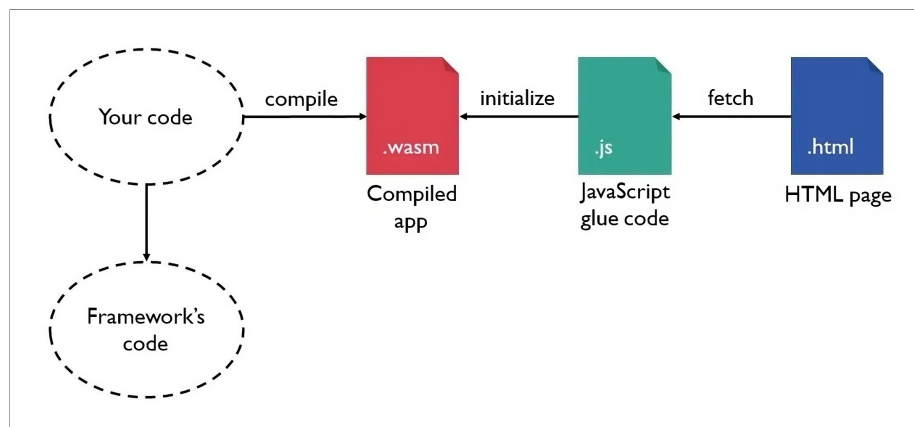 Your code
compile
.wasm
Compiled
app
initialize
.js
JavaScript
glue code
fetch
.html
HTML page
Framework's
code